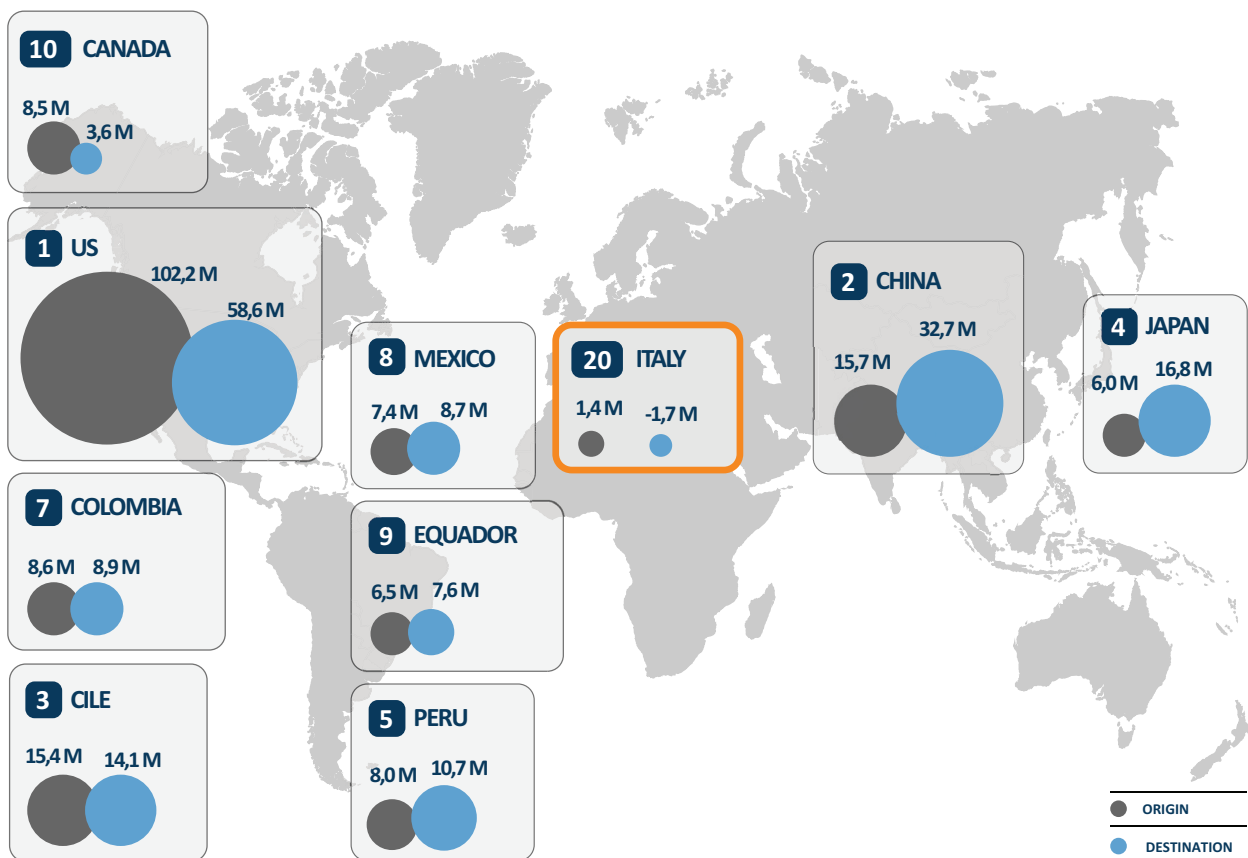 10 CANADA
8,5 M
3,6 M
1 US
102,2 M
58,6 M
8 MEXICO
7,4 M
8,7 M
20 ITALY
1,4 M
-1,7 M
2 CHINA
32,7 M
15,7 M
4 JAPAN
16,8 M
6,0 M
7 COLOMBIA
8,6 M
8,9 M
9 EQUADOR
6,5 M
7,6 M
3 CILE
15,4 M
14,1 M
5 PERU
8,0 M
10,7 M
ORIGIN
DESTINATION